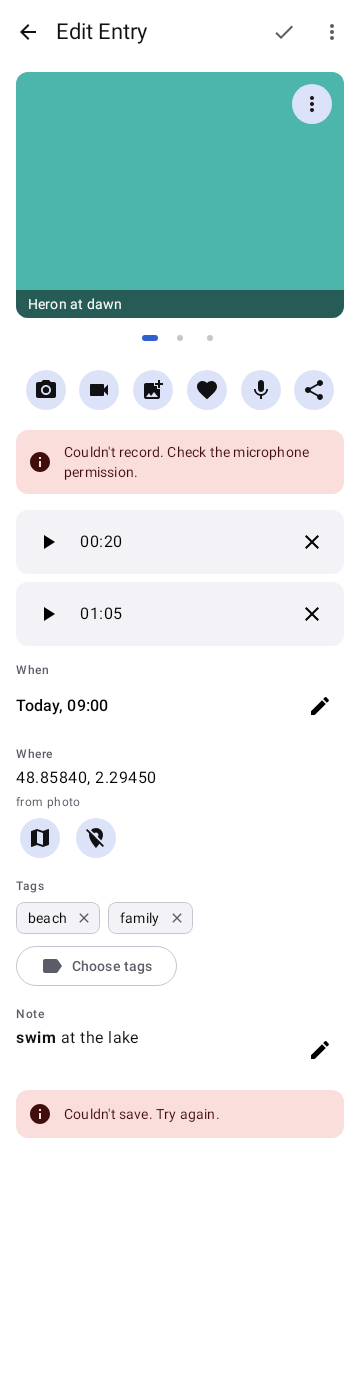 Edit Entry
Heron at dawn
Couldn't record. Check the microphone
permission.
00:20
01:05
When
Today, 09:00
Where
48.85840, 2.29450
from photo
Tags
beach
family
Choose tags
Note
swim at the lake
Couldn't save. Try again.